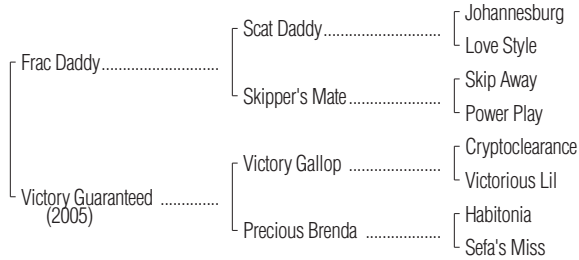 Johannesburg
Scat Daddy
Love Style
Frac Daddy
Skip Away
Skipper's Mate
Power Play
Cryptoclearance
Victory Gallop
Victorious Lil
Victory Guaranteed
(2005)
Habitonia
Precious Brenda
Sefa's Miss